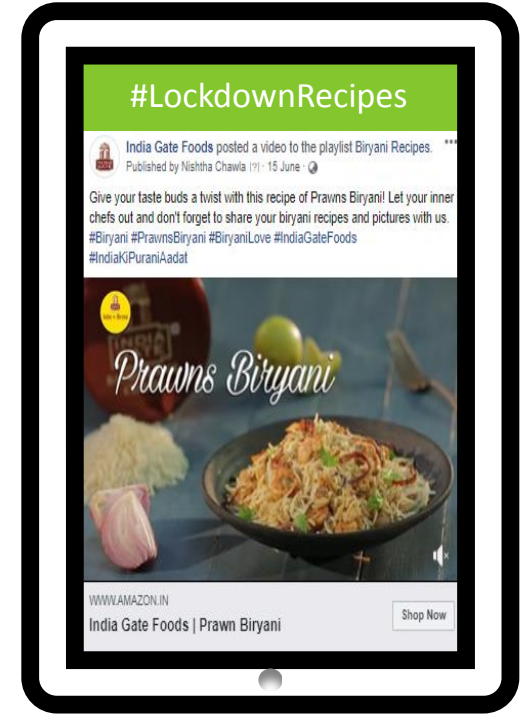 #LockdownRecipes
India Gate Foods posted a video to the playlist Biryani Recipes.
Published by Nishtha Chawla [?] · 15 June ·
Give your taste buds a twist with this recipe of Prawns Biryani! Let your inner
chefs out and don't forget to share your biryani recipes and pictures with us.
#Biryani #PrawnsBiryani #BiryaniLove #IndiaGateFoods
#IndiaKiPuraniAadat
INDIA
Prawns Biryani
WWW.AMAZON.IN
India Gate Foods | Prawn Biryani
Shop Now